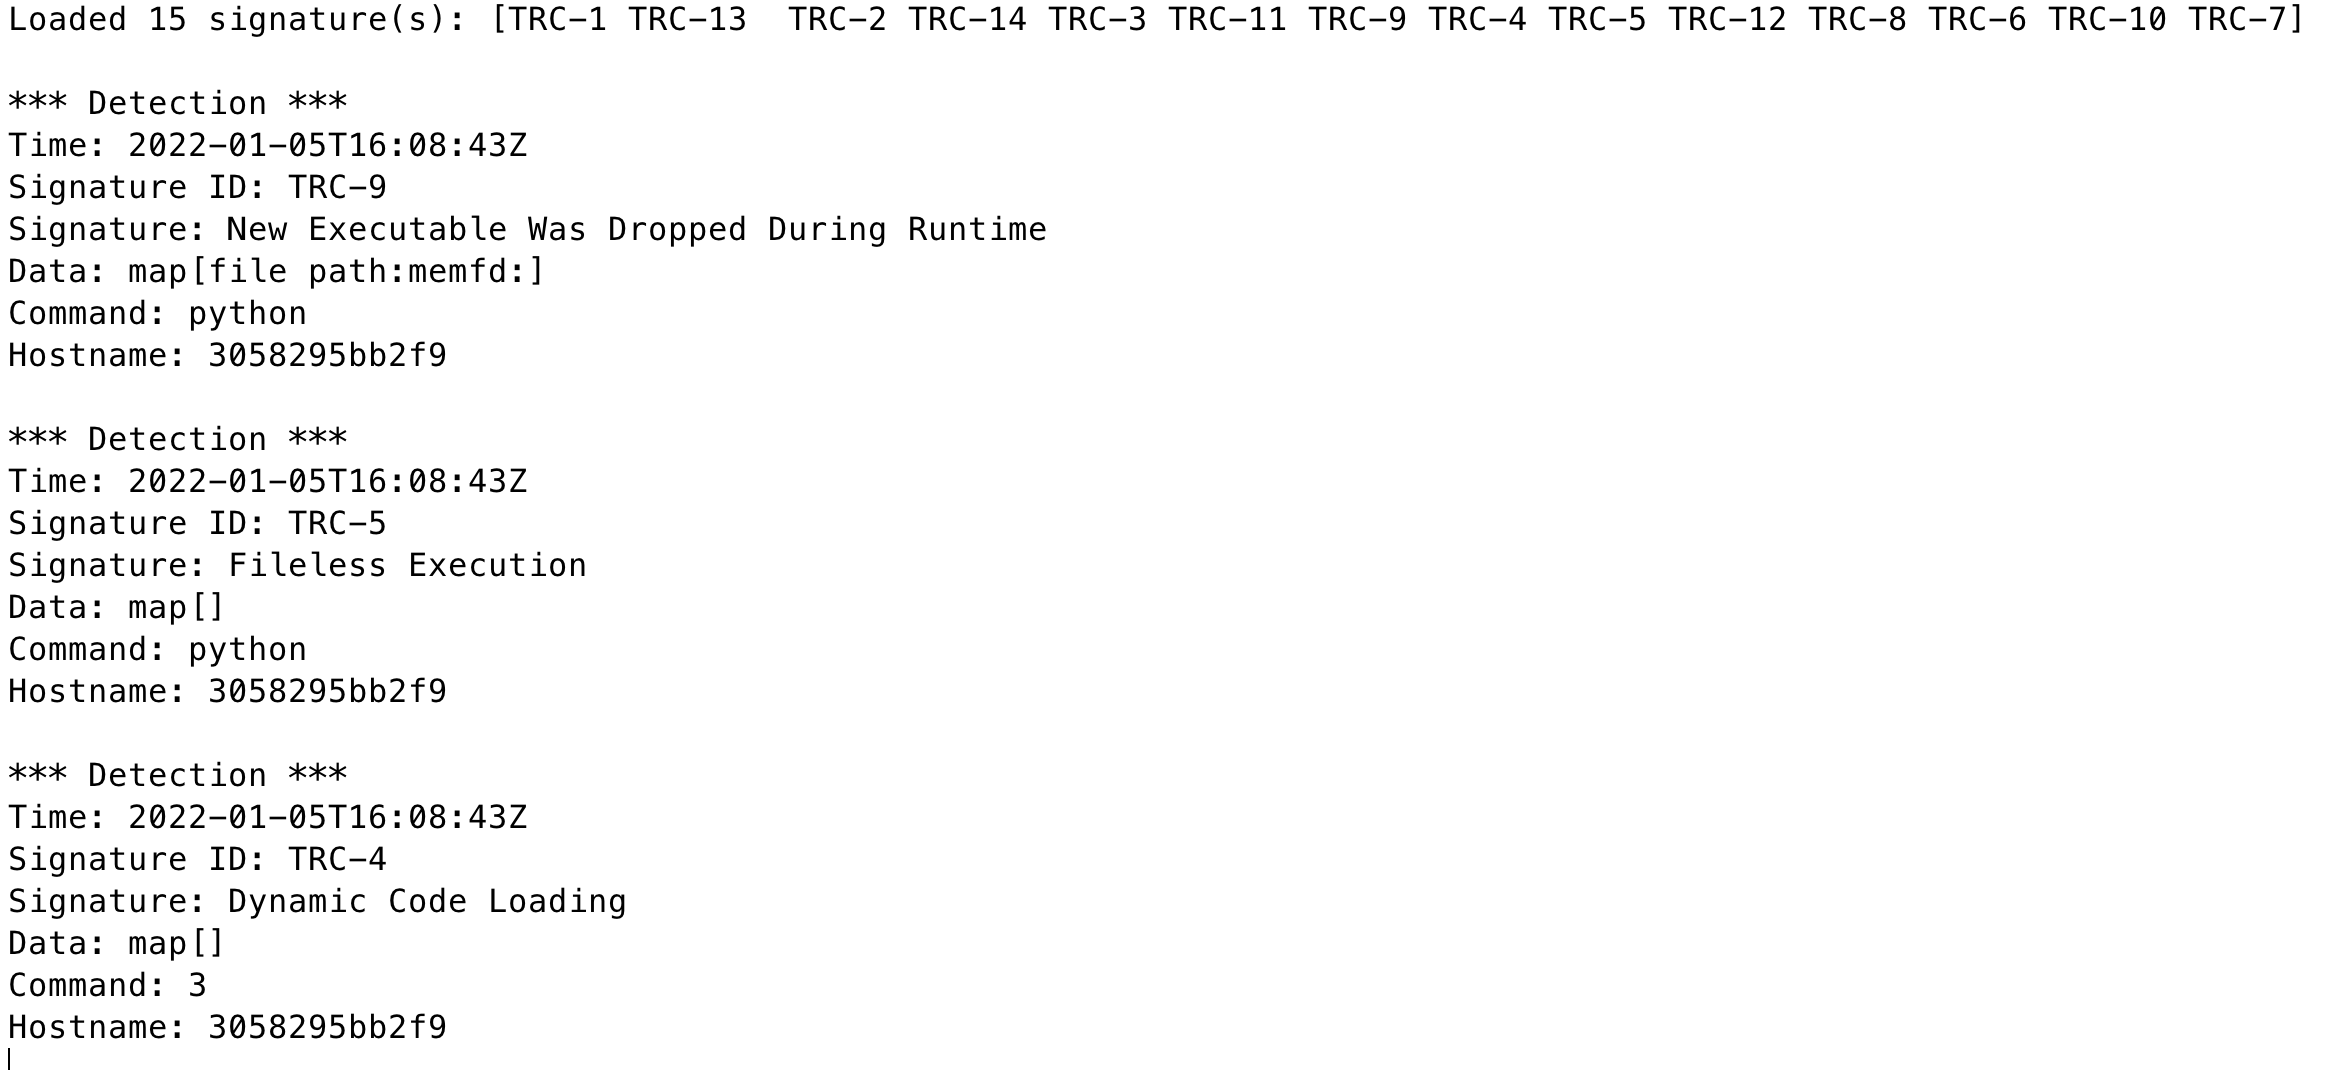 Loaded 15 signature(s): [TRC-1 TRC-13  TRC-2 TRC-14 TRC-3 TRC-11 TRC-9 TRC-4 TRC-5 TRC-12 TRC-8 TRC-6 TRC-10 TRC-7]
*** Detection ***
Time: 2022-01-05T16:08:43Z
Signature ID: TRC-9
Signature: New Executable Was Dropped During Runtime
Data: map[file path:memfd:]
Command: python
Hostname: 3058295bb2f9
*** Detection ***
Time: 2022-01-05T16:08:43Z
Signature ID: TRC-5
Signature: Fileless Execution
Data: map[]
Command: python
Hostname: 3058295bb2f9
*** Detection ***
Time: 2022-01-05T16:08:43Z
Signature ID: TRC-4
Signature: Dynamic Code Loading
Data: map[]
Command: 3
Hostname: 3058295bb2f9